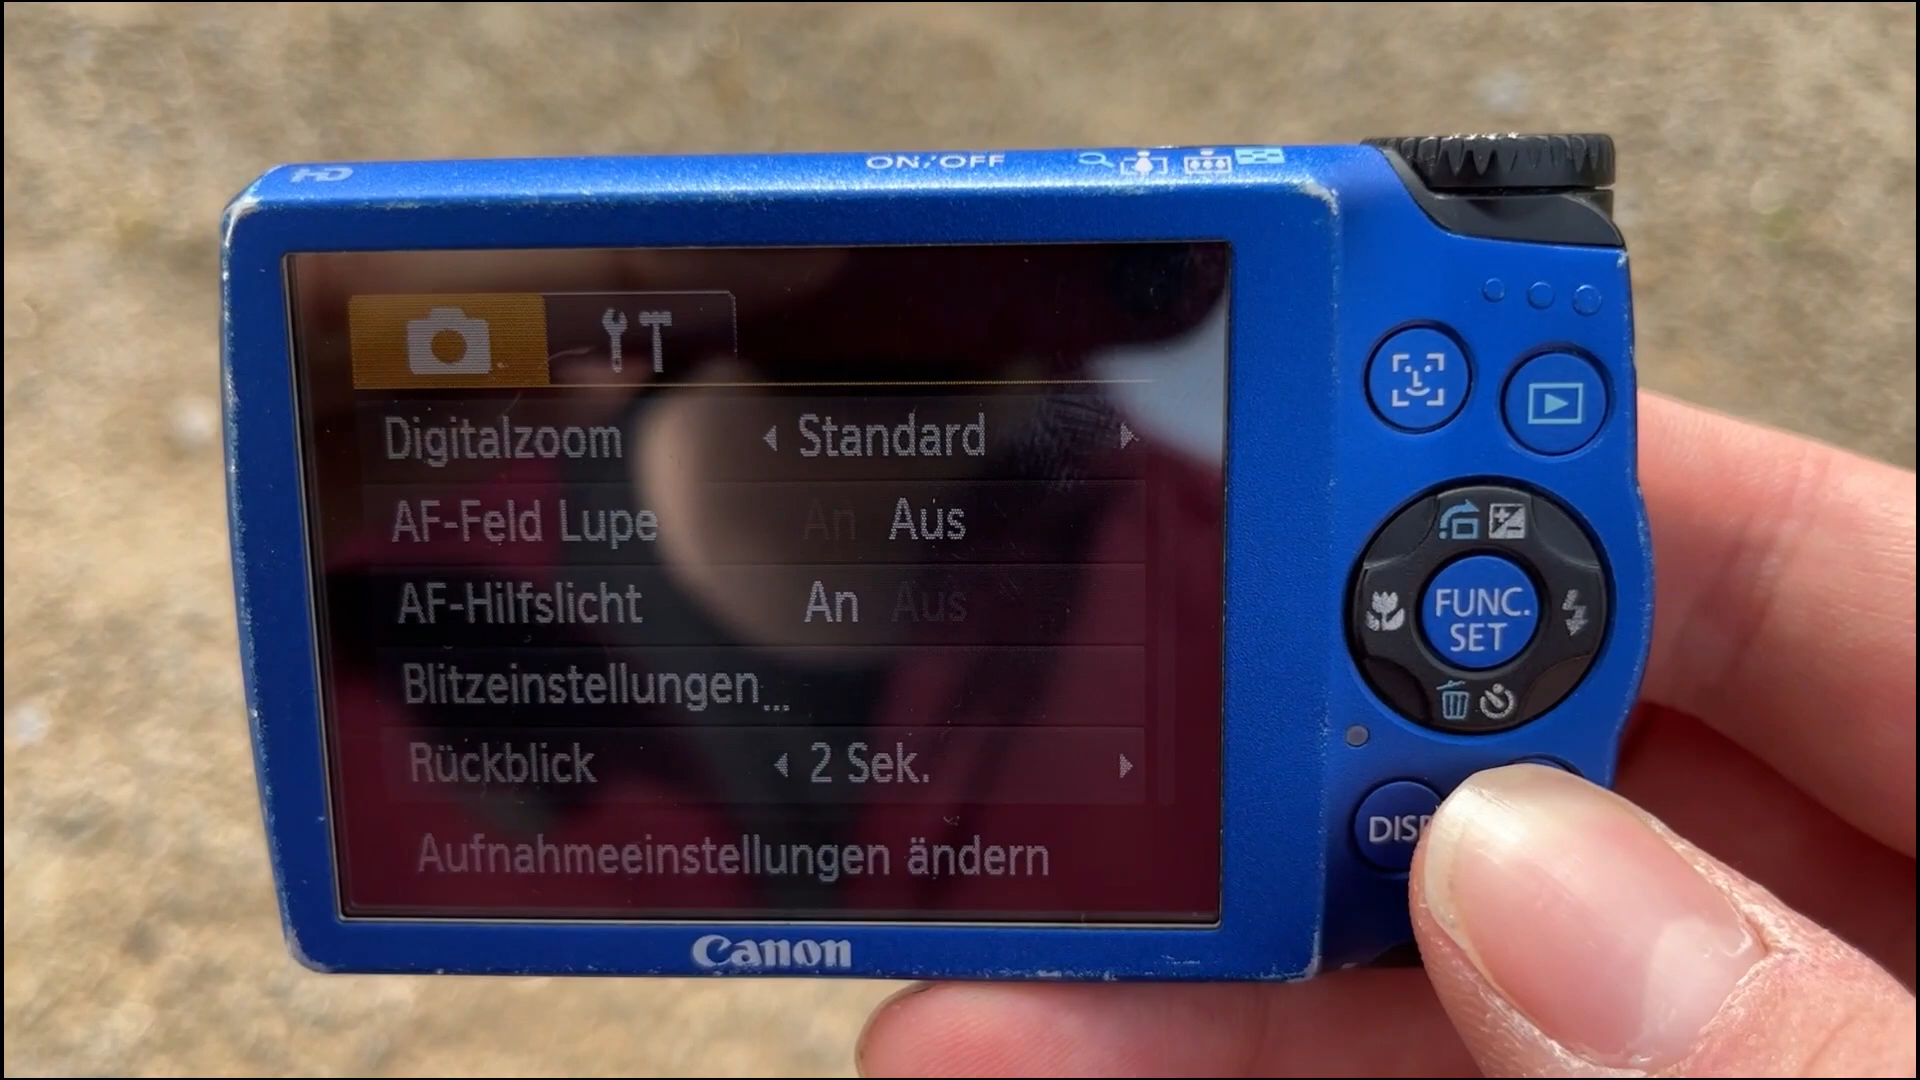 HD
ON/OFF
Digitalzoom Standard
AF-Feld Lupe An Aus
AF-Hilfslicht An Aus
Blitzeinstellungen...
Rückblick 2 Sek.
Aufnahmeeinstellungen ändern
FUNC.
SET
Canon